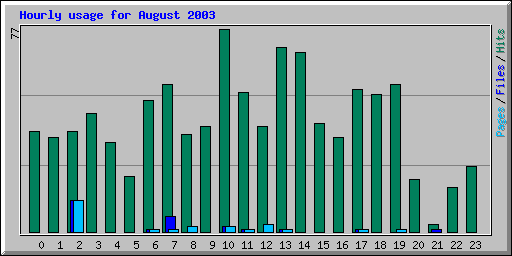 Hourly usage for August 2003
77
Pages/Files/Hits
0 1 2 3 4 5 6 7 8 9 10 11 12 13 14 15 16 17 18 19 20 21 22 23